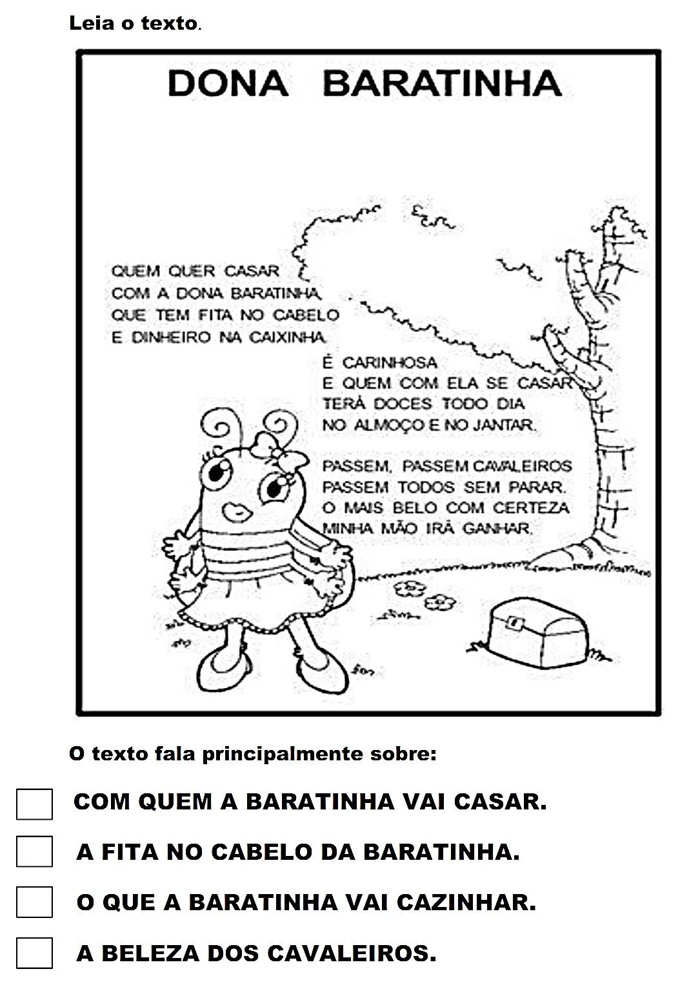 Leia o texto.
DONA BARATINHA
QUEM QUER CASAR
COM A DONA BARATINHA
QUE TEM FITA NO CABELO
E DINHEIRO NA CAIXINHA.
É CARINHOSA
E QUEM COM ELA SE CASAR
TERÁ DOCES TODO DIA
NO ALMOÇO E NO JANTAR.
PASSEM, PASSEM CAVALEIROS
PASSEM TODOS SEM PARAR.
O MAIS BELO COM CERTEZA
MINHA MÃO IRÁ GANHAR.
O texto fala principalmente sobre:
COM QUEM A BARATINHA VAI CASAR.
A FITA NO CABELO DA BARATINHA.
O QUE A BARATINHA VAI CAZINHAR.
A BELEZA DOS CAVALEIROS.